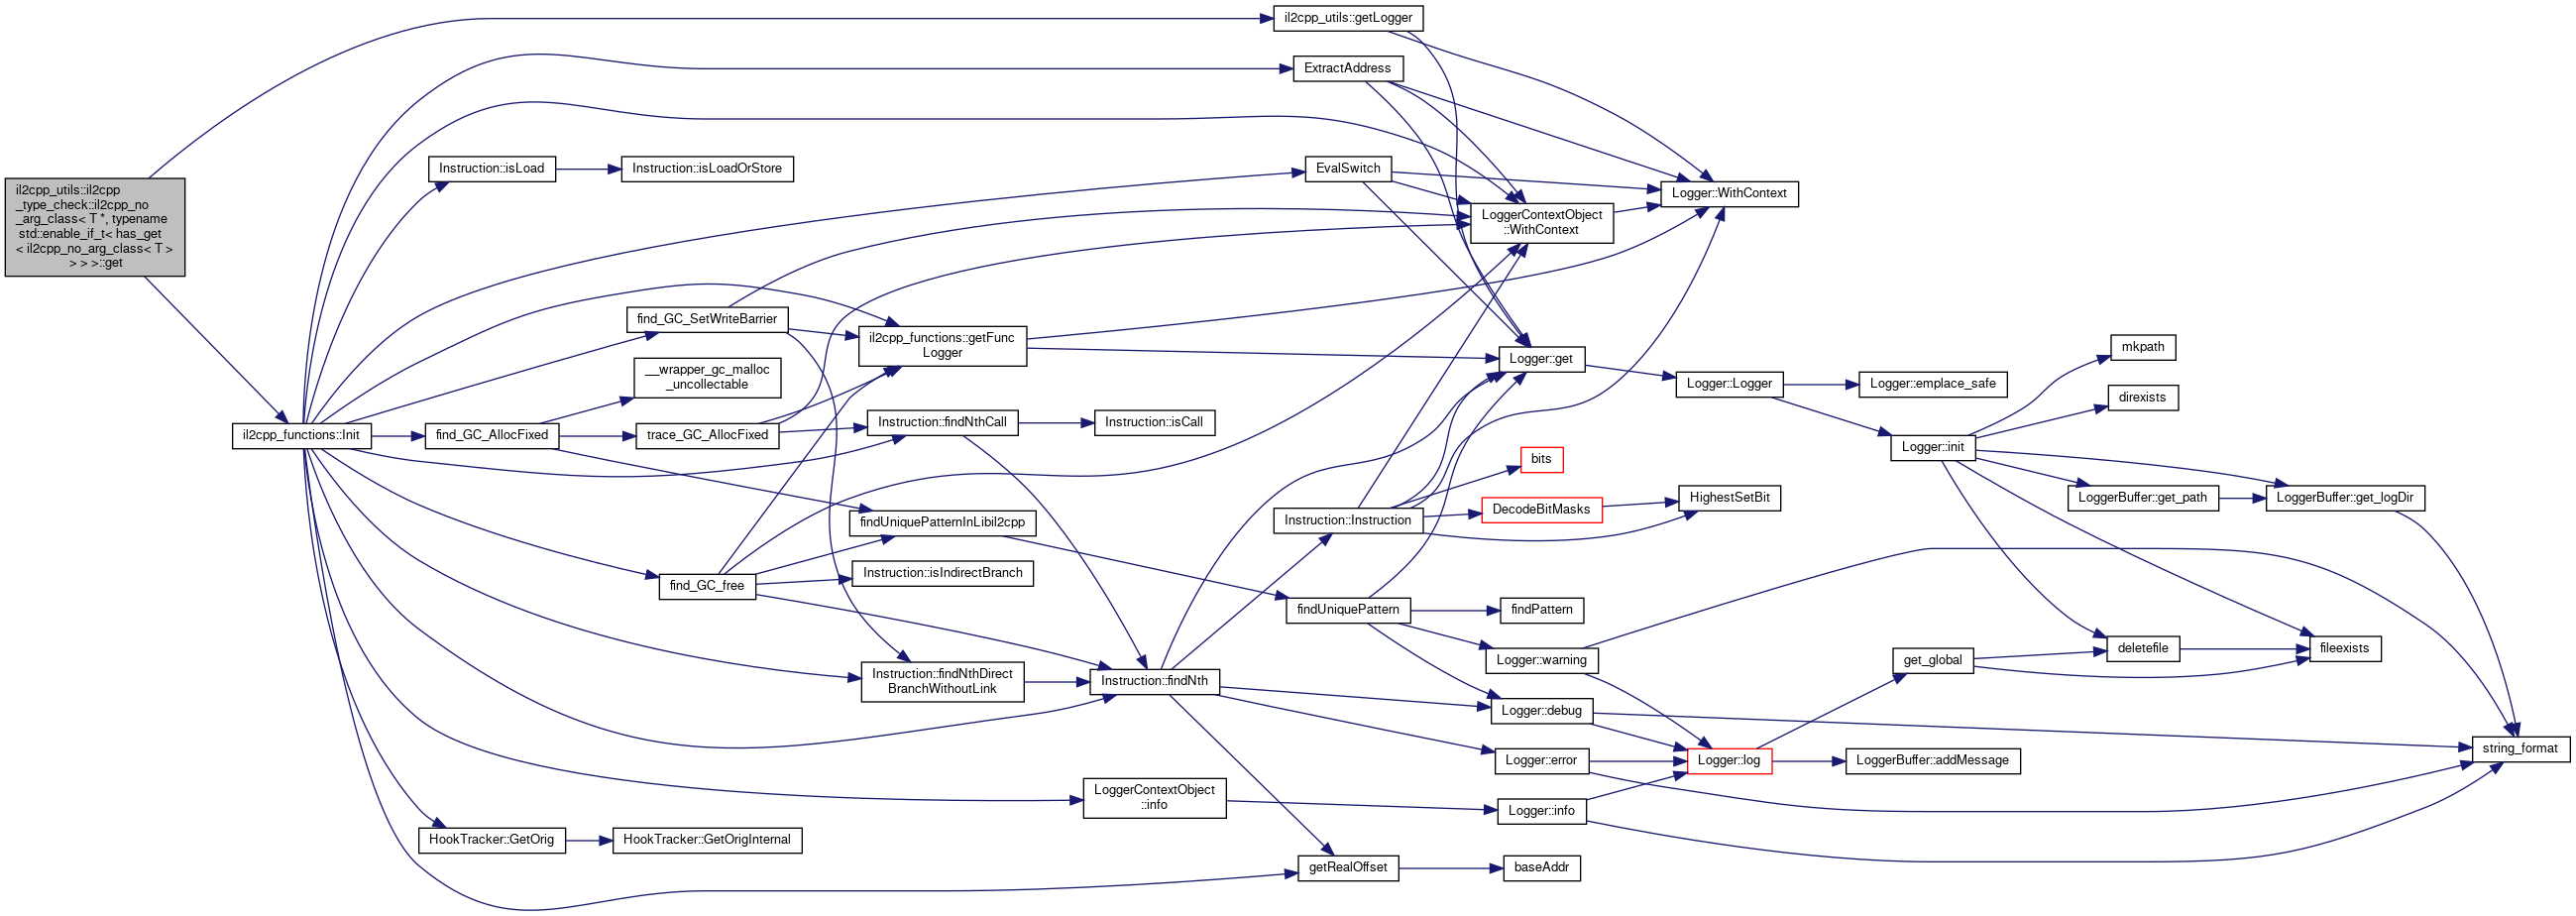 il2cpp_utils::il2cpp
_type_check::il2cpp_no
_arg_class< T *, typename
std::enable_if_t< has_get
< il2cpp_no_arg_class< T >
> > >::get
il2cpp_functions::Init
Instruction::isLoad
Instruction::isLoadOrStore
find_GC_SetWriteBarrier
__wrapper_gc_malloc
_uncollectable
find_GC_AllocFixed
trace_GC_AllocFixed
find_GC_free
HookTracker::GetOrig
HookTracker::GetOrigInternal
il2cpp_functions::getFunc
Logger
Instruction::findNthCall
Instruction::isCall
findUniquePatternInLibil2cpp
Instruction::isIndirectBranch
Instruction::findNthDirect
BranchWithoutLink
Instruction::findNth
LoggerContextObject
::info
il2cpp_utils::getLogger
ExtractAddress
EvalSwitch
LoggerContextObject
::WithContext
Logger::WithContext
Logger::get
Logger::Logger
Logger::emplace_safe
Logger::init
mkpath
direxists
LoggerBuffer::get_path
LoggerBuffer::get_logDir
bits
Instruction::Instruction
DecodeBitMasks
HighestSetBit
findUniquePattern
findPattern
Logger::warning
Logger::debug
Logger::error
Logger::info
Logger::log
get_global
deletefile
fileexists
LoggerBuffer::addMessage
string_format
getRealOffset
baseAddr